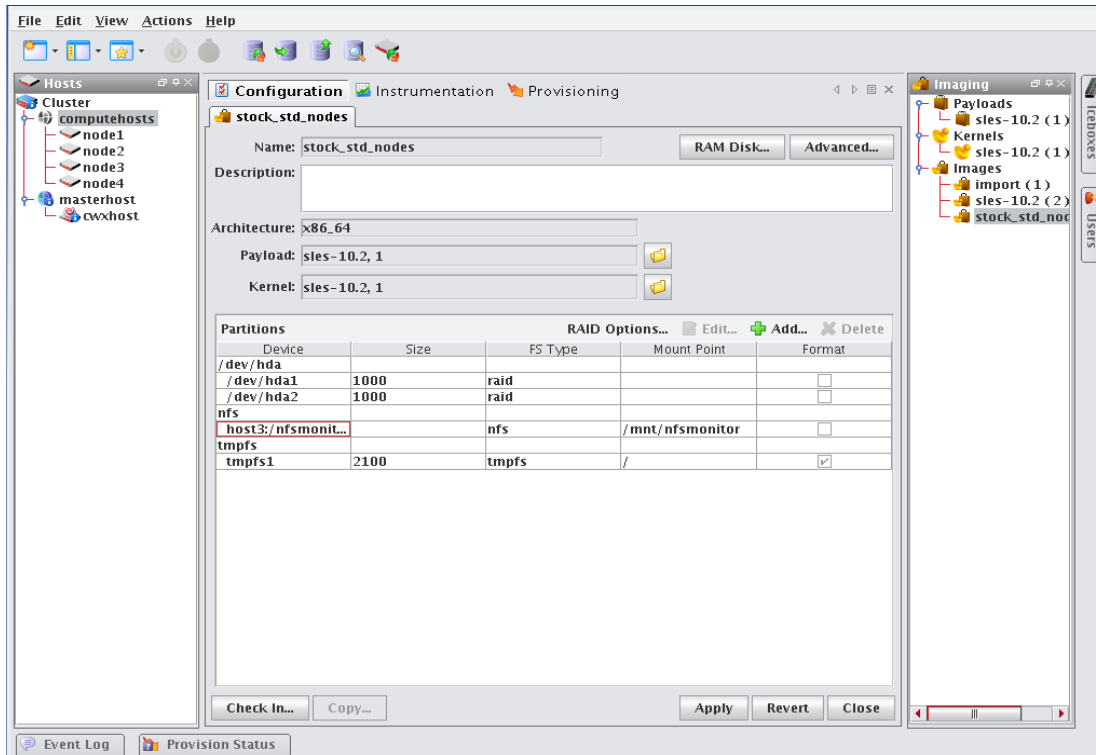 File Edit View Actions Help
Hosts
Cluster
computehosts
node1
node2
node3
node4
masterhost
cwxhost
Configuration Instrumentation Provisioning
stock_std_nodes
Name: stock_std_nodes RAM Disk... Advanced...
Description:
Architecture: x86_64
Payload: sles-10.2, 1
Kernel: sles-10.2, 1
Partitions RAID Options... Edit... Add... Delete
Device Size FS Type Mount Point Format
/dev/hda
/dev/hda1 1000 raid
/dev/hda2 1000 raid
nfs
host3:/nfsmonit... nfs /mnt/nfsmonitor
tmpfs
tmpfs1 2100 tmpfs /
Check In... Copy... Apply Revert Close
Imaging
Payloads
sles-10.2 (1)
Kernels
sles-10.2 (1)
Images
import (1)
sles-10.2 (2)
stock_std_nod
Iceboxes
Users
Event Log Provision Status